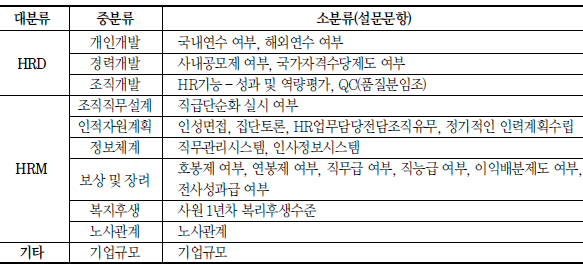 대분류 중분류 소분류(설문문항)
HRD 개인개발 국내연수 여부, 해외연수 여부
경력개발 사내공모제 여부, 국가자격수당제도 여부
조직개발 HR기능 – 성과 및 역량평가, QC(품질분임조)
HRM 조직직무설계 직급단순화 실시 여부
인적자원계획 인성면접, 집단토론, HR업무담당전담조직유무, 정기적인 인력계획수립
정보체계 직무관리시스템, 인사정보시스템
보상 및 장려 호봉제 여부, 연봉제 여부, 직무급 여부, 직능급 여부, 이익배분제도 여부,
전사성과급 여부
복지후생 사원 1년차 복리후생수준
노사관계 노사관계
기타 기업규모 기업규모